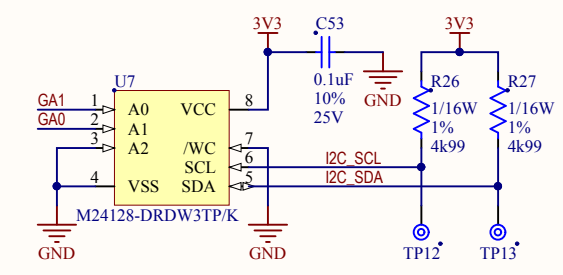 3V3
C53
3V3
0.1uF
10%
25V
GND
R26
1/16W
1%
4k99
R27
1/16W
1%
4k99
U7
GA1 1 A0 VCC 8
GA0 2 A1
3 A2 /WC 7
SCL 6 I2C_SCL
4 VSS SDA 5 I2C_SDA
M24128-DRDW3TP/K
GND
GND
TP12
TP13